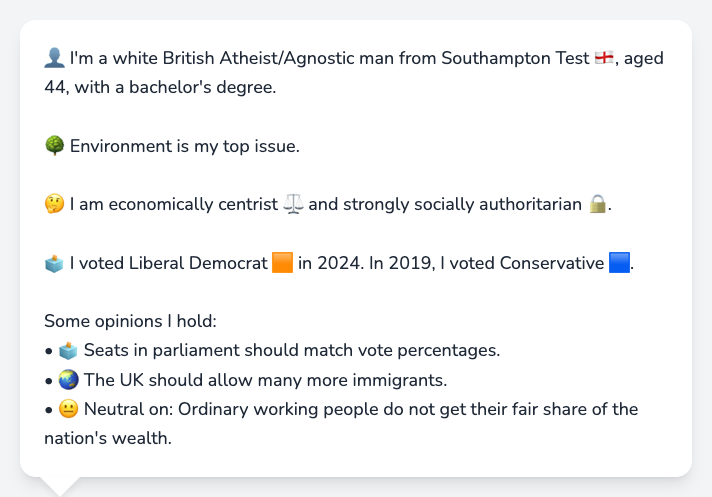 👤 I'm a white British Atheist/Agnostic man from Southampton Test 🏴󠁧󠁢󠁥󠁮󠁧󠁿, aged
44, with a bachelor's degree.
🌳 Environment is my top issue.
🤔 I am economically centrist ⚖️ and strongly socially authoritarian 🔒.
🗳️ I voted Liberal Democrat 🟧 in 2024. In 2019, I voted Conservative 🟦.
Some opinions I hold:
• 🗳️ Seats in parliament should match vote percentages.
• 🌏 The UK should allow many more immigrants.
• 😐 Neutral on: Ordinary working people do not get their fair share of the
nation's wealth.